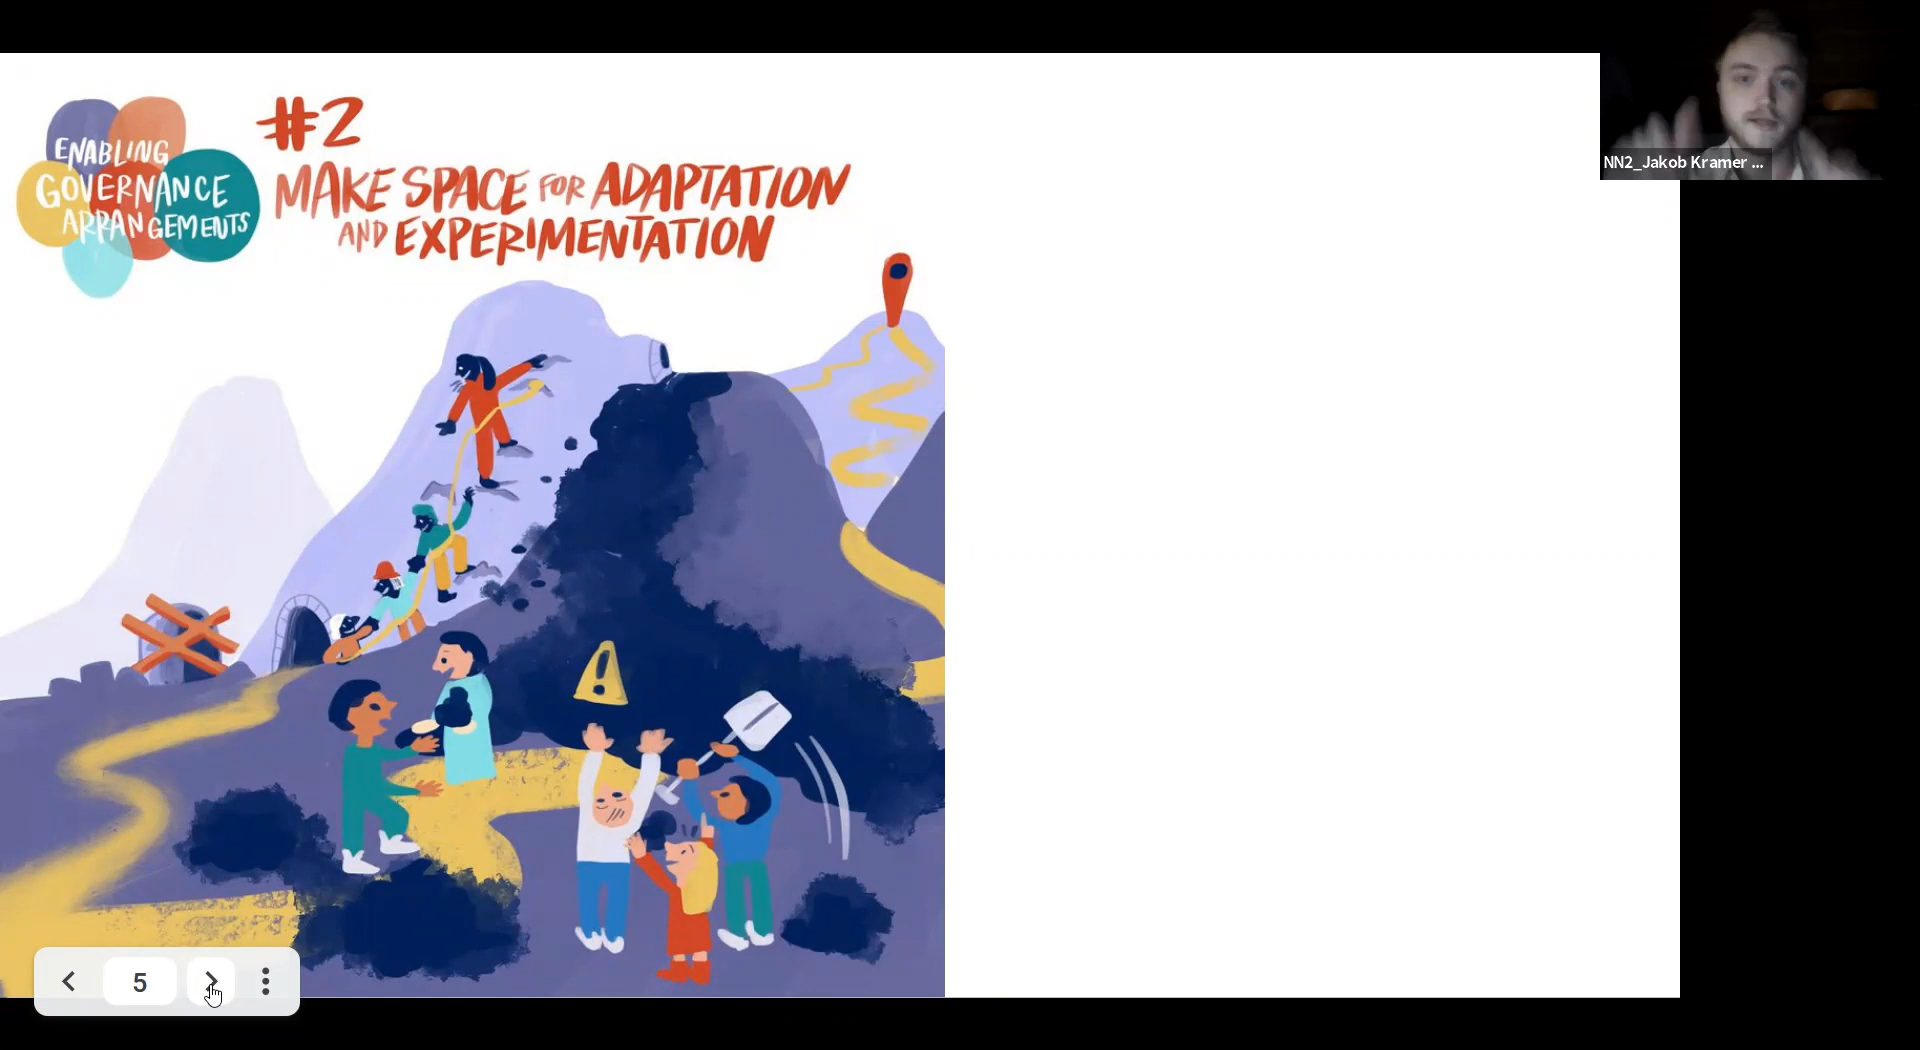 ENABLING
GOVERNANCE
ARRANGEMENTS
#2
MAKE SPACE FOR ADAPTATION
AND EXPERIMENTATION
!
NN2_Jakob Kramer ...
5